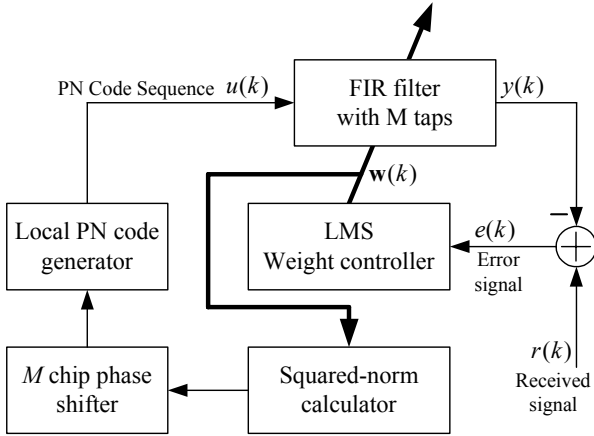 PN Code Sequence u(k)
FIR filter
with M taps
y(k)
w(k)
Local PN code
generator
LMS
Weight controller
e(k)
Error
signal
−
+
M chip phase
shifter
Squared-norm
calculator
r(k)
Received
signal